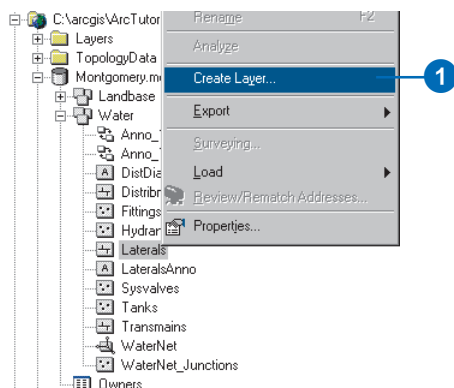 C:\arcgis\ArcTutor
Layers
TopologyData
Montgomery.m
Landbase
Water
Anno_
Anno_
A DistDia
Distribm
Fittings
Hydran
Laterals
A LateralsAnno
Sysvalves
Tanks
Transmains
WaterNet
WaterNet_Junctions
Owners
Rename F2
Analyze
Create Layer...
1
Export
Surveying...
Load
Review/Rematch Addresses...
Properties...